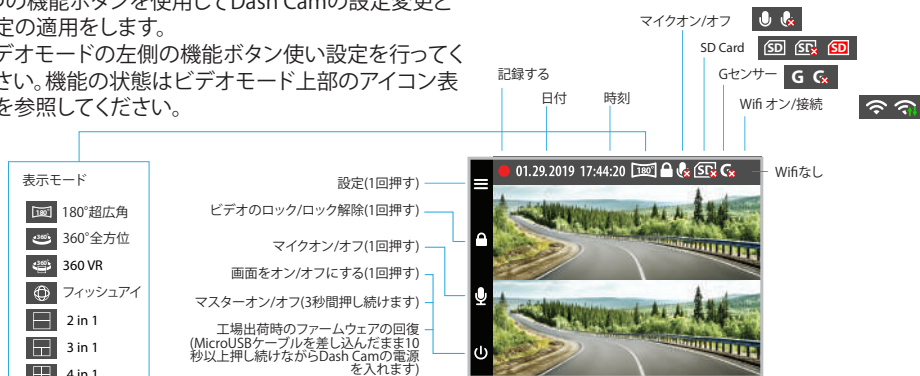 の機能ボタンを使用してDash Camの設定変更と
定の適用をします。
デオモードの左側の機能ボタン使い設定を行ってく
さい。機能の状態はビデオモード上部のアイコン表
を参照してください。
マイクオン/オフ
SD Card
SD SD SD
記録する
Gセンサー
G G
日付
時刻
Wifi オン/接続
表示モード
180° 180°超広角
360° 360°全方位
360° 360 VR
フィッシュアイ
2 in 1
3 in 1
4 in 1
設定(1回押す)
ビデオのロック/ロック解除(1回押す)
マイクオン/オフ(1回押す)
画面をオン/オフにする(1回押す)
マスターオン/オフ(3秒間押し続けます)
工場出荷時のファームウェアの回復
(MicroUSBケーブルを差し込んだまま10
秒以上押し続けながらDash Camの電源
を入れます)
01.29.2019 17:44:20 180° SD G
Wifiなし